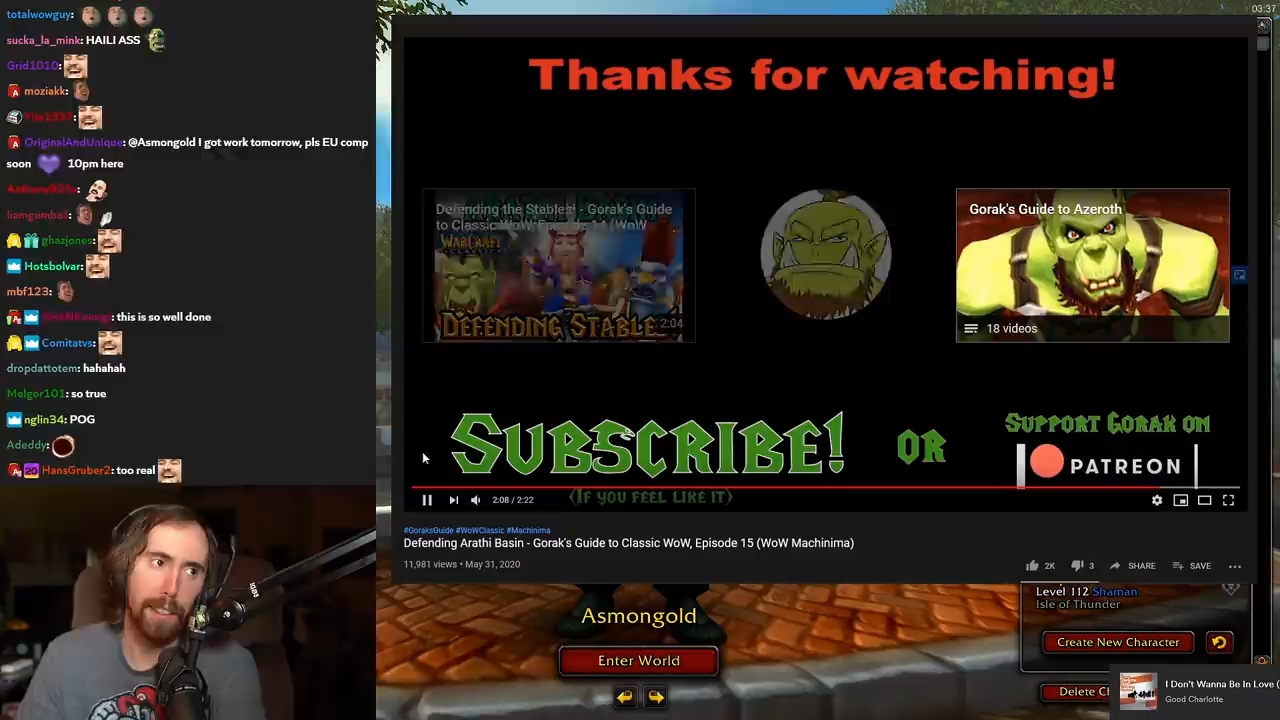 totalwowguy:
sucka_la_mink: HAILI ASS
Grid1010:
moziakk:
OriginalAndUnique: @Asmongold I got work tomorrow, pls EU comp
soon 10pm here
liamgumball:
ghazjones:
Hotsbolvar:
mbf123:
: this is so well done
Comitatvs:
dropdattotem: hahahah
Melgor101: so true
nglin34: POG
Adeddy:
20 HansGruber2: too real
03:37
Thanks for watching!
Defending the Stables! - Gorak's Guide
to Classic WoW, Episode 14 (WoW
WARCRAFT
DEFENDING STABLE
2:04
Gorak's Guide to Azeroth
18 videos
SUBSCRIBE!
OR
SUPPORT GORAK ON
PATREON
(IF YOU FEEL LIKE IT)
2:08 / 2:22
#GoraksGuide #WoWClassic #Machinima
Defending Arathi Basin - Gorak's Guide to Classic WoW, Episode 15 (WoW Machinima)
11,981 views • May 31, 2020
2K
3
SHARE
SAVE
Level 112 Shaman
Isle of Thunder
Create New Character
Asmongold
Enter World
Delete Ch
I Don't Wanna Be In Love (
Good Charlotte